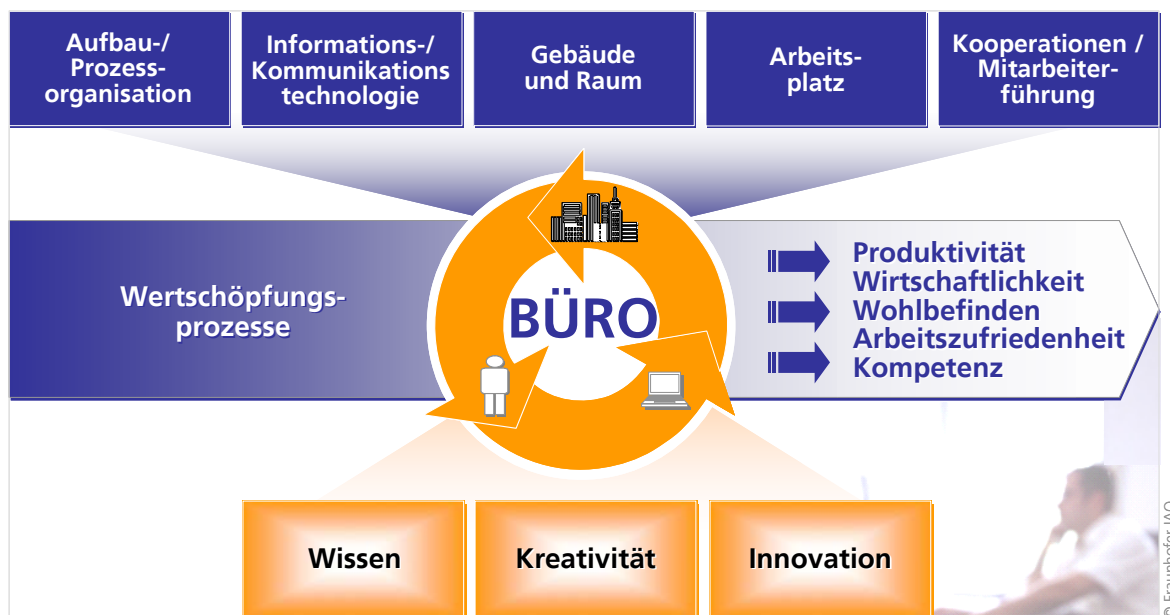 Aufbau-/
Prozess-
organisation
Informations-/
Kommunikations
technologie
Gebäude
und Raum
Arbeits-
platz
Kooperationen /
Mitarbeiter-
führung
Wertschöpfungs-
prozesse
BÜRO
Produktivität
Wirtschaftlichkeit
Wohlbefinden
Arbeitszufriedenheit
Kompetenz
Wissen
Kreativität
Innovation
© Fraunhofer IAO